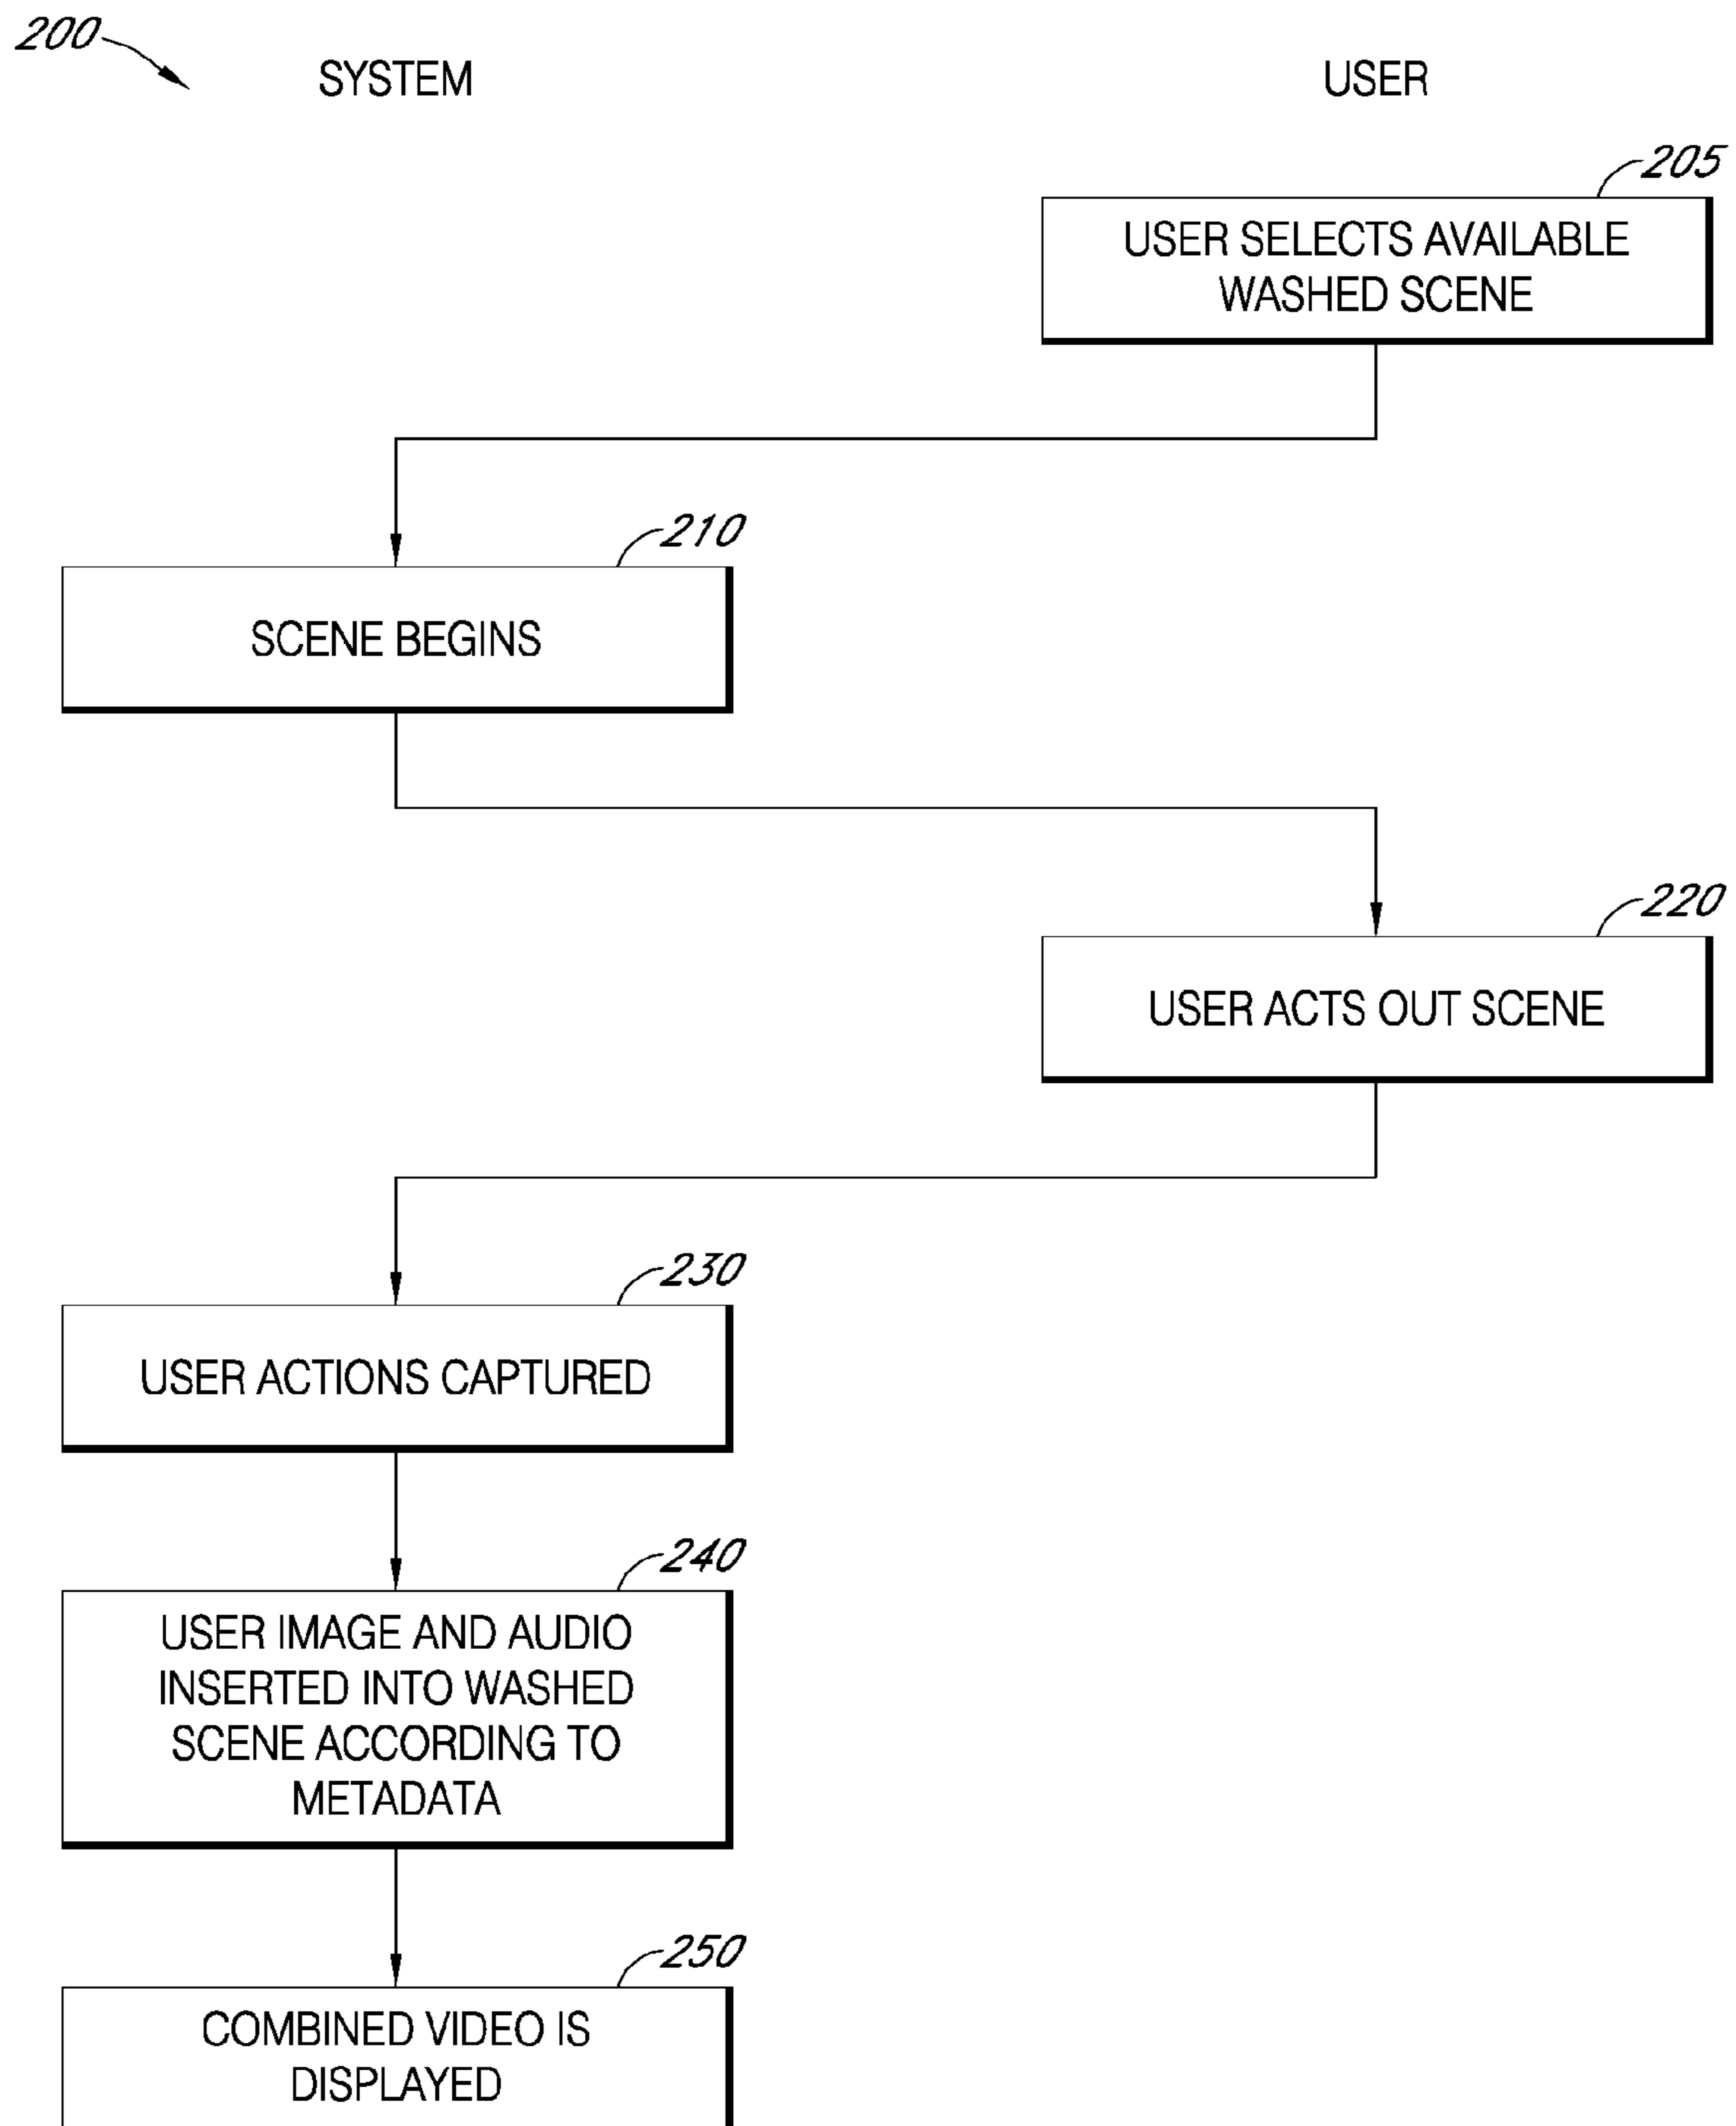 200
SYSTEM
USER
205
USER SELECTS AVAILABLE
WASHED SCENE
210
SCENE BEGINS
220
USER ACTS OUT SCENE
230
USER ACTIONS CAPTURED
240
USER IMAGE AND AUDIO
INSERTED INTO WASHED
SCENE ACCORDING TO
METADATA
250
COMBINED VIDEO IS
DISPLAYED